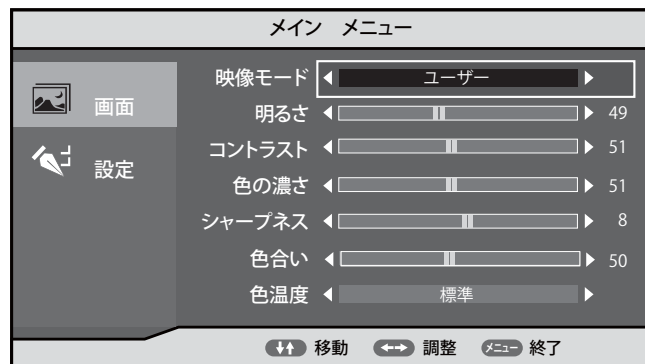 メイン メニュー
画面
設定
映像モード ユーザー
明るさ 49
コントラスト 51
色の濃さ 51
シャープネス 8
色合い 50
色温度 標準
移動 調整 メニュー 終了